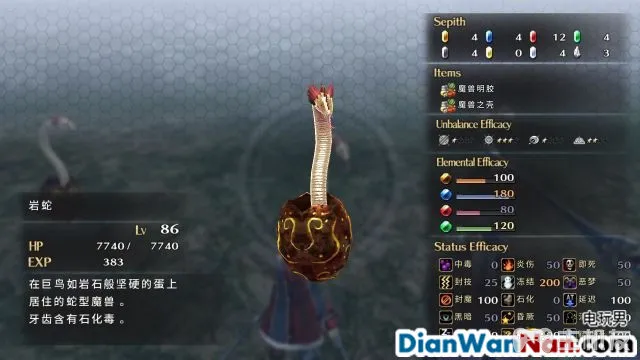 Sepith
4 4 12 4
4 0 4 3
Items
魔兽明胶
魔兽之壳
Unbalance Efficacy
Elemental Efficacy
100
180
80
120
Status Efficacy
中毒 0 炎伤 50 即死 50
封技 25 冻结 200 恶梦 50
封魔 100 石化 0 延迟 100
黑暗 50 昏厥 50
岩蛇
Lv 86
HP 7740/ 7740
EXP 383
在巨鸟如岩石般坚硬的蛋上
居住的蛇型魔兽。
牙齿含有石化毒。
电玩男
DianWanNan.com